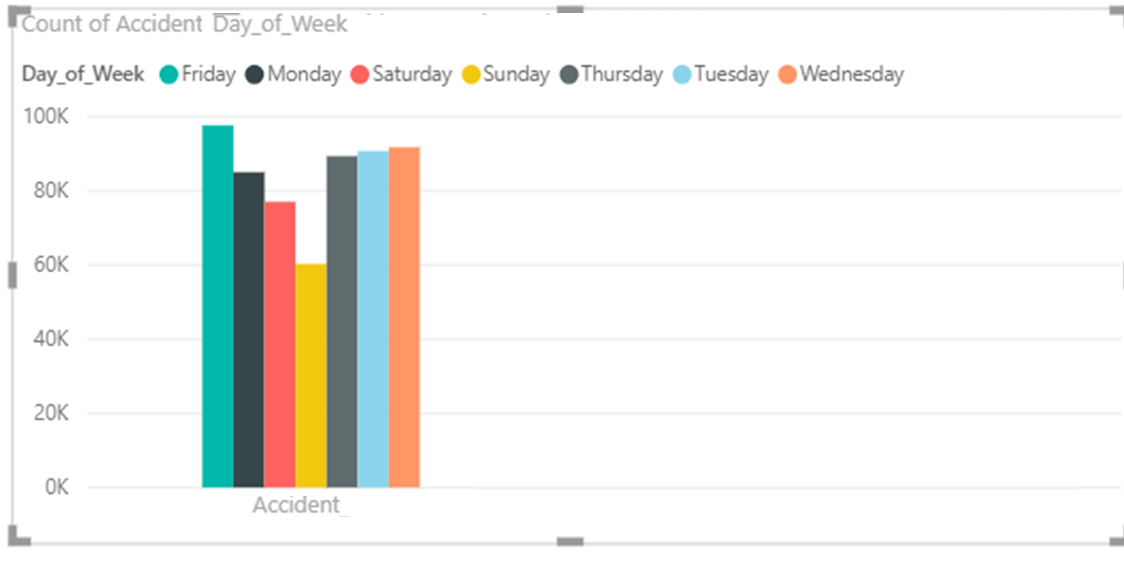 Count of Accident Day_of_Week
Day_of_Week Friday Monday Saturday Sunday Thursday Tuesday Wednesday
100K
80K
60K
40K
20K
0K
Accident_